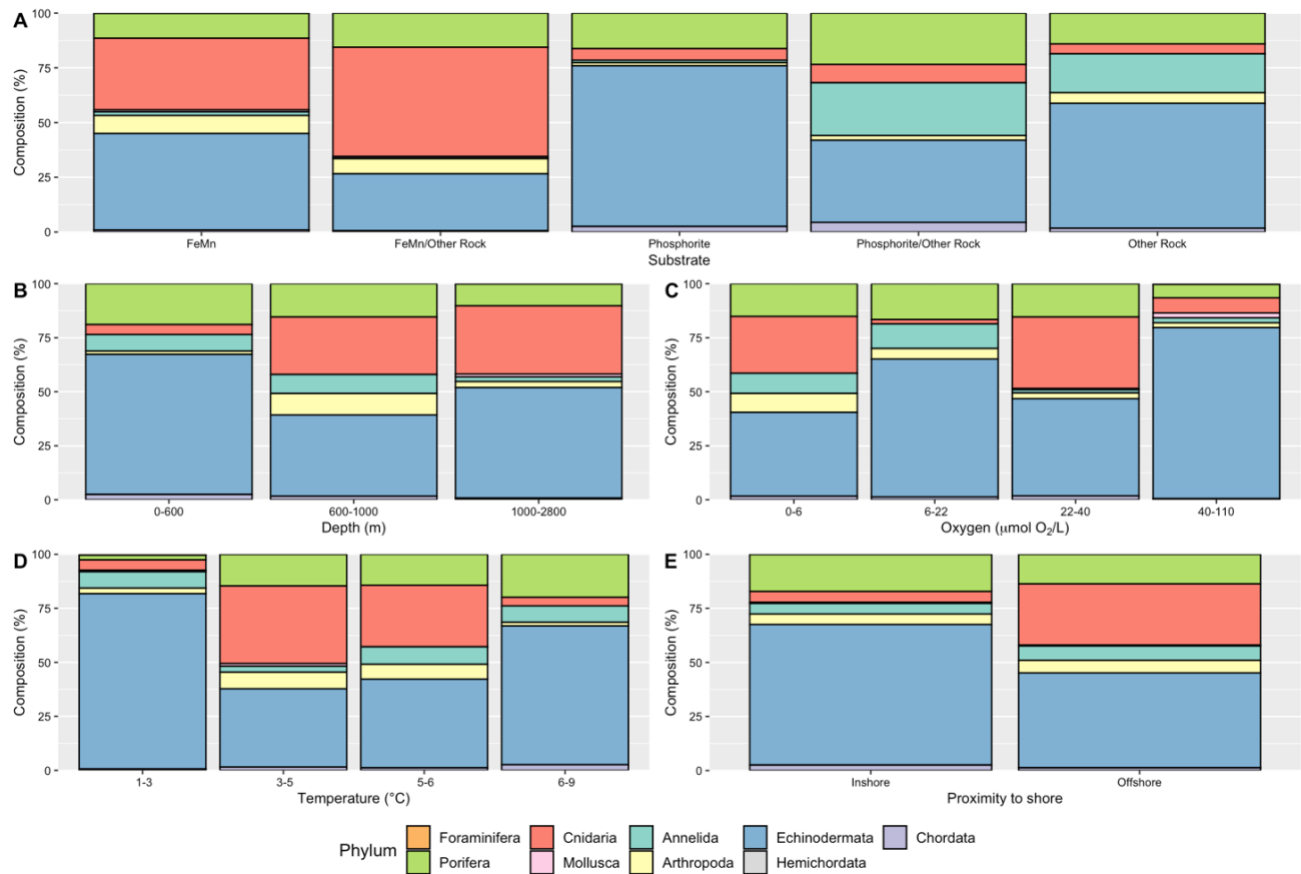 A
Composition (%)
100
75
50
25
0
FeMn
FeMn/Other Rock
Phosphorite
Phosphorite/Other Rock
Other Rock
Substrate
B
Composition (%)
100
75
50
25
0
0-600
600-1000
1000-2800
Depth (m)
C
Composition (%)
100
75
50
25
0
0-6
6-22
22-40
40-110
Oxygen (μmol O₂/L)
D
Composition (%)
100
75
50
25
0
1-3
3-5
5-6
6-9
Temperature (°C)
E
Composition (%)
100
75
50
25
0
Inshore
Offshore
Proximity to shore
Phylum
Foraminifera
Cnidaria
Annelida
Echinodermata
Chordata
Porifera
Mollusca
Arthropoda
Hemichordata